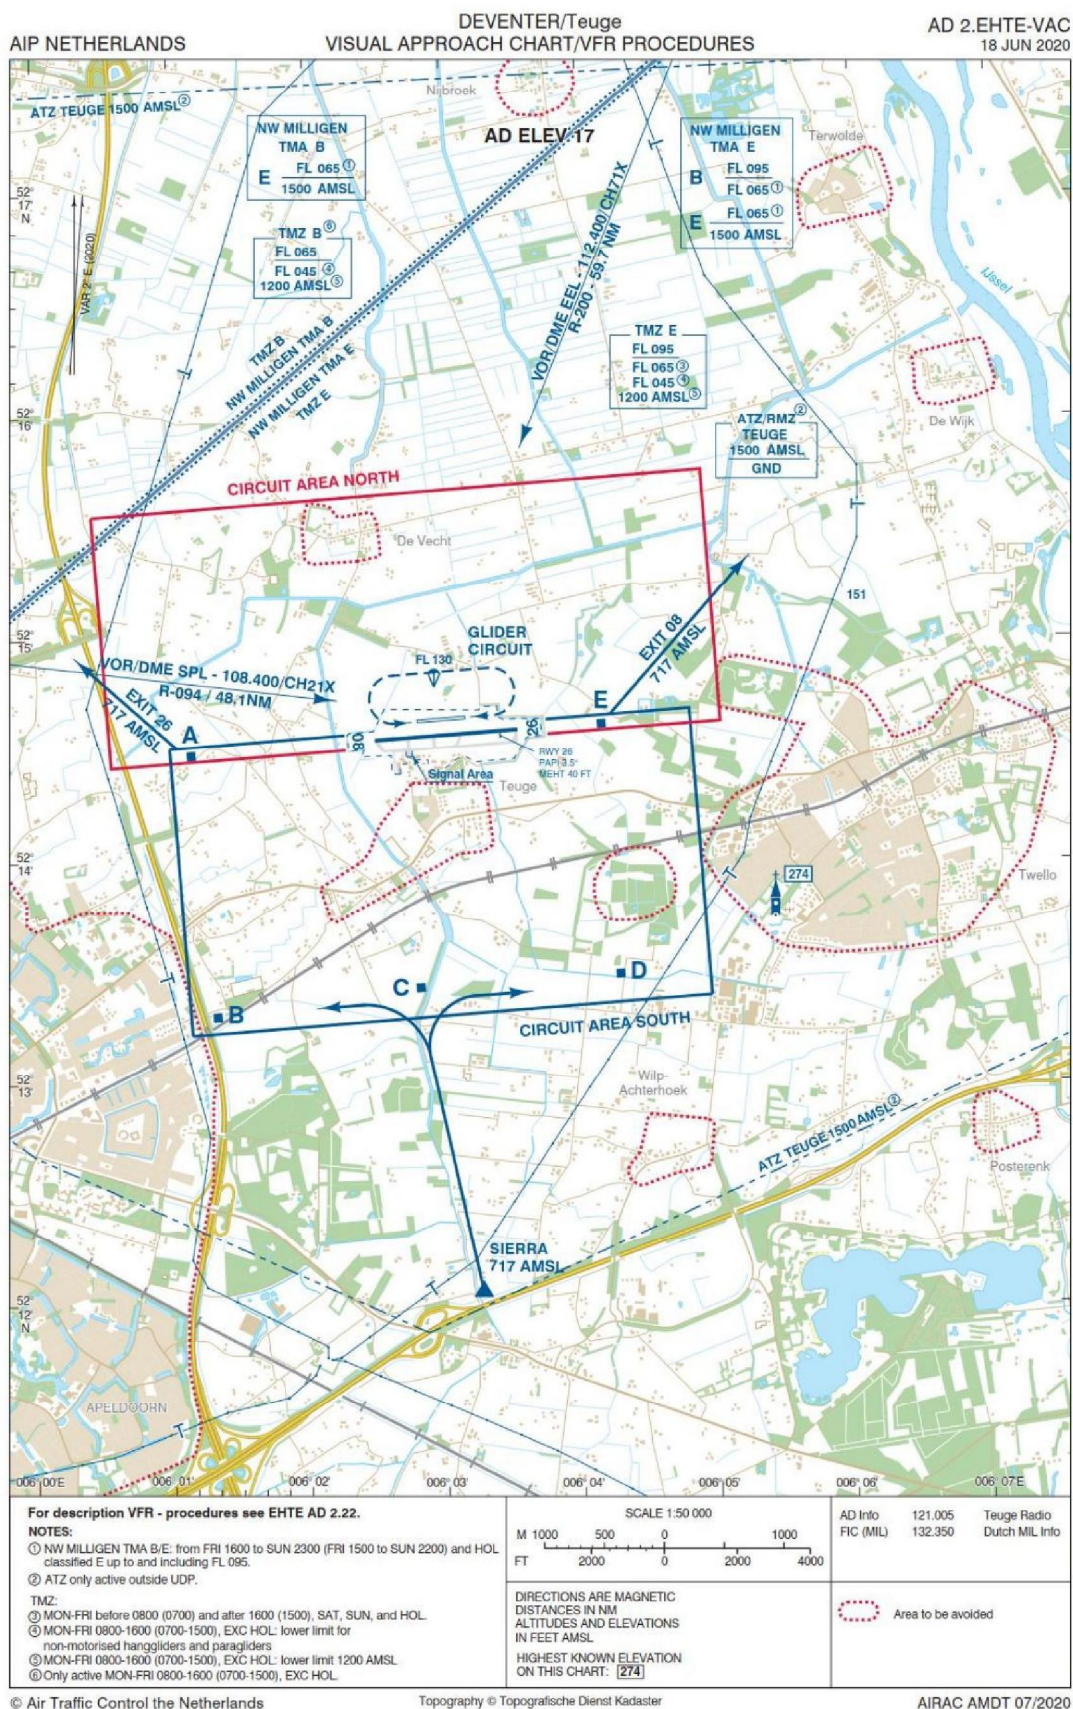 DEVENTER/Teuge
AIP NETHERLANDS
VISUAL APPROACH CHART/VFR PROCEDURES
AD 2.EHTE-VAC
18 JUN 2020
ATZ TEUGE 1500 AMSL②
Nijbroek
AD ELEV 17
Terwolde
NW MILLIGEN
TMA B
E FL 065①
1500 AMSL
NW MILLIGEN
TMA E
B FL 095
FL 065①
E FL 065①
1500 AMSL
52°
17'
N
VAR 2° E (2020)
TMZ B⑥
FL 065
FL 045④
1200 AMSL⑤
IJssel
VOR/DME EEL - 112.400/CH71X
R-200 - 59.7 NM
TMZ B
NW MILLIGEN TMA B
NW MILLIGEN TMA E
TMZ E
TMZ E
FL 095
FL 065③
FL 045④
1200 AMSL⑤
De Wijk
52°
16'
ATZ/RMZ②
TEUGE
1500 AMSL
GND
T
T
T
CIRCUIT AREA NORTH
De Vecht
151
52°
15'
GLIDER
CIRCUIT
FL 130
EXIT 08
717 AMSL
VOR/DME SPL - 108.400/CH21X
R-094 / 48.1NM
EXIT 26
717 AMSL
A
E
08
26
RWY 26
PAPI 3.5°
MEHT 40 FT
Signal Area
Teuge
52°
14'
T
274
Twello
T
C
D
B
CIRCUIT AREA SOUTH
52°
13'
Wilp-
Achterhoek
ATZ TEUGE 1500 AMSL②
Posterenk
SIERRA
717 AMSL
T
52°
12'
N
APELDOORN
T
006° 00'E
006° 01'
006° 02'
006° 03'
006° 04'
006° 05'
006° 06'
006° 07'E
For description VFR - procedures see EHTE AD 2.22.
NOTES:
① NW MILLIGEN TMA B/E: from FRI 1600 to SUN 2300 (FRI 1500 to SUN 2200) and HOL
classified E up to and including FL 095.
② ATZ only active outside UDP.
TMZ:
③ MON-FRI before 0800 (0700) and after 1600 (1500), SAT, SUN, and HOL.
④ MON-FRI 0800-1600 (0700-1500), EXC HOL: lower limit for
non-motorised hanggliders and paragliders
⑤ MON-FRI 0800-1600 (0700-1500), EXC HOL: lower limit 1200 AMSL
⑥ Only active MON-FRI 0800-1600 (0700-1500), EXC HOL.
SCALE 1:50 000
M 1000 500 0 1000
FT 2000 0 2000 4000
DIRECTIONS ARE MAGNETIC
DISTANCES IN NM
ALTITUDES AND ELEVATIONS
IN FEET AMSL
HIGHEST KNOWN ELEVATION
ON THIS CHART: 274
AD Info 121.005 Teuge Radio
FIC (MIL) 132.350 Dutch MIL Info
Area to be avoided
© Air Traffic Control the Netherlands
Topography © Topografische Dienst Kadaster
AIRAC AMDT 07/2020